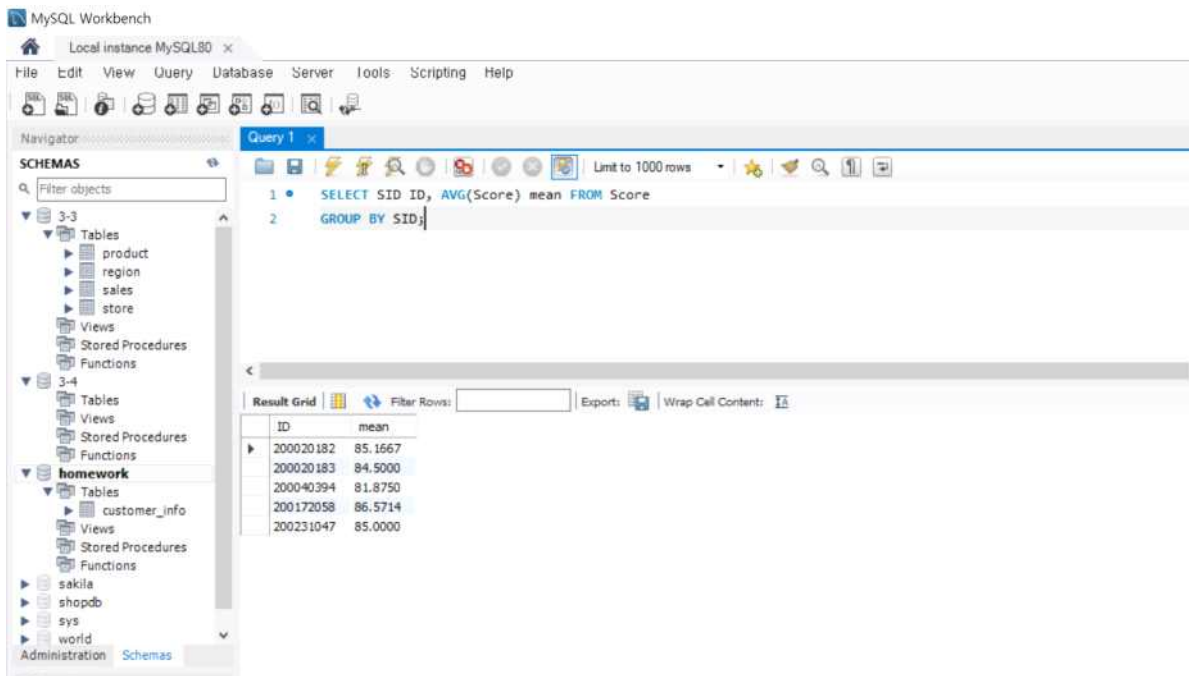 MySQL Workbench
Local instance MySQL80 ×
File Edit View Query Database Server Tools Scripting Help
Navigator
Query 1 ×
SCHEMAS
Filter objects
Limit to 1000 rows
1 SELECT SID ID, AVG(Score) mean FROM Score
2 GROUP BY SID;
3-3
Tables
product
region
sales
store
Views
Stored Procedures
Functions
3-4
Tables
Views
Stored Procedures
Functions
homework
Tables
customer_info
Views
Stored Procedures
Functions
sakila
shopdb
sys
world
Administration Schemas
Result Grid Filter Rows: Export: Wrap Cell Content: IA
ID mean
200020182 85.1667
200020183 84.5000
200040394 81.8750
200172058 86.5714
200231047 85.0000